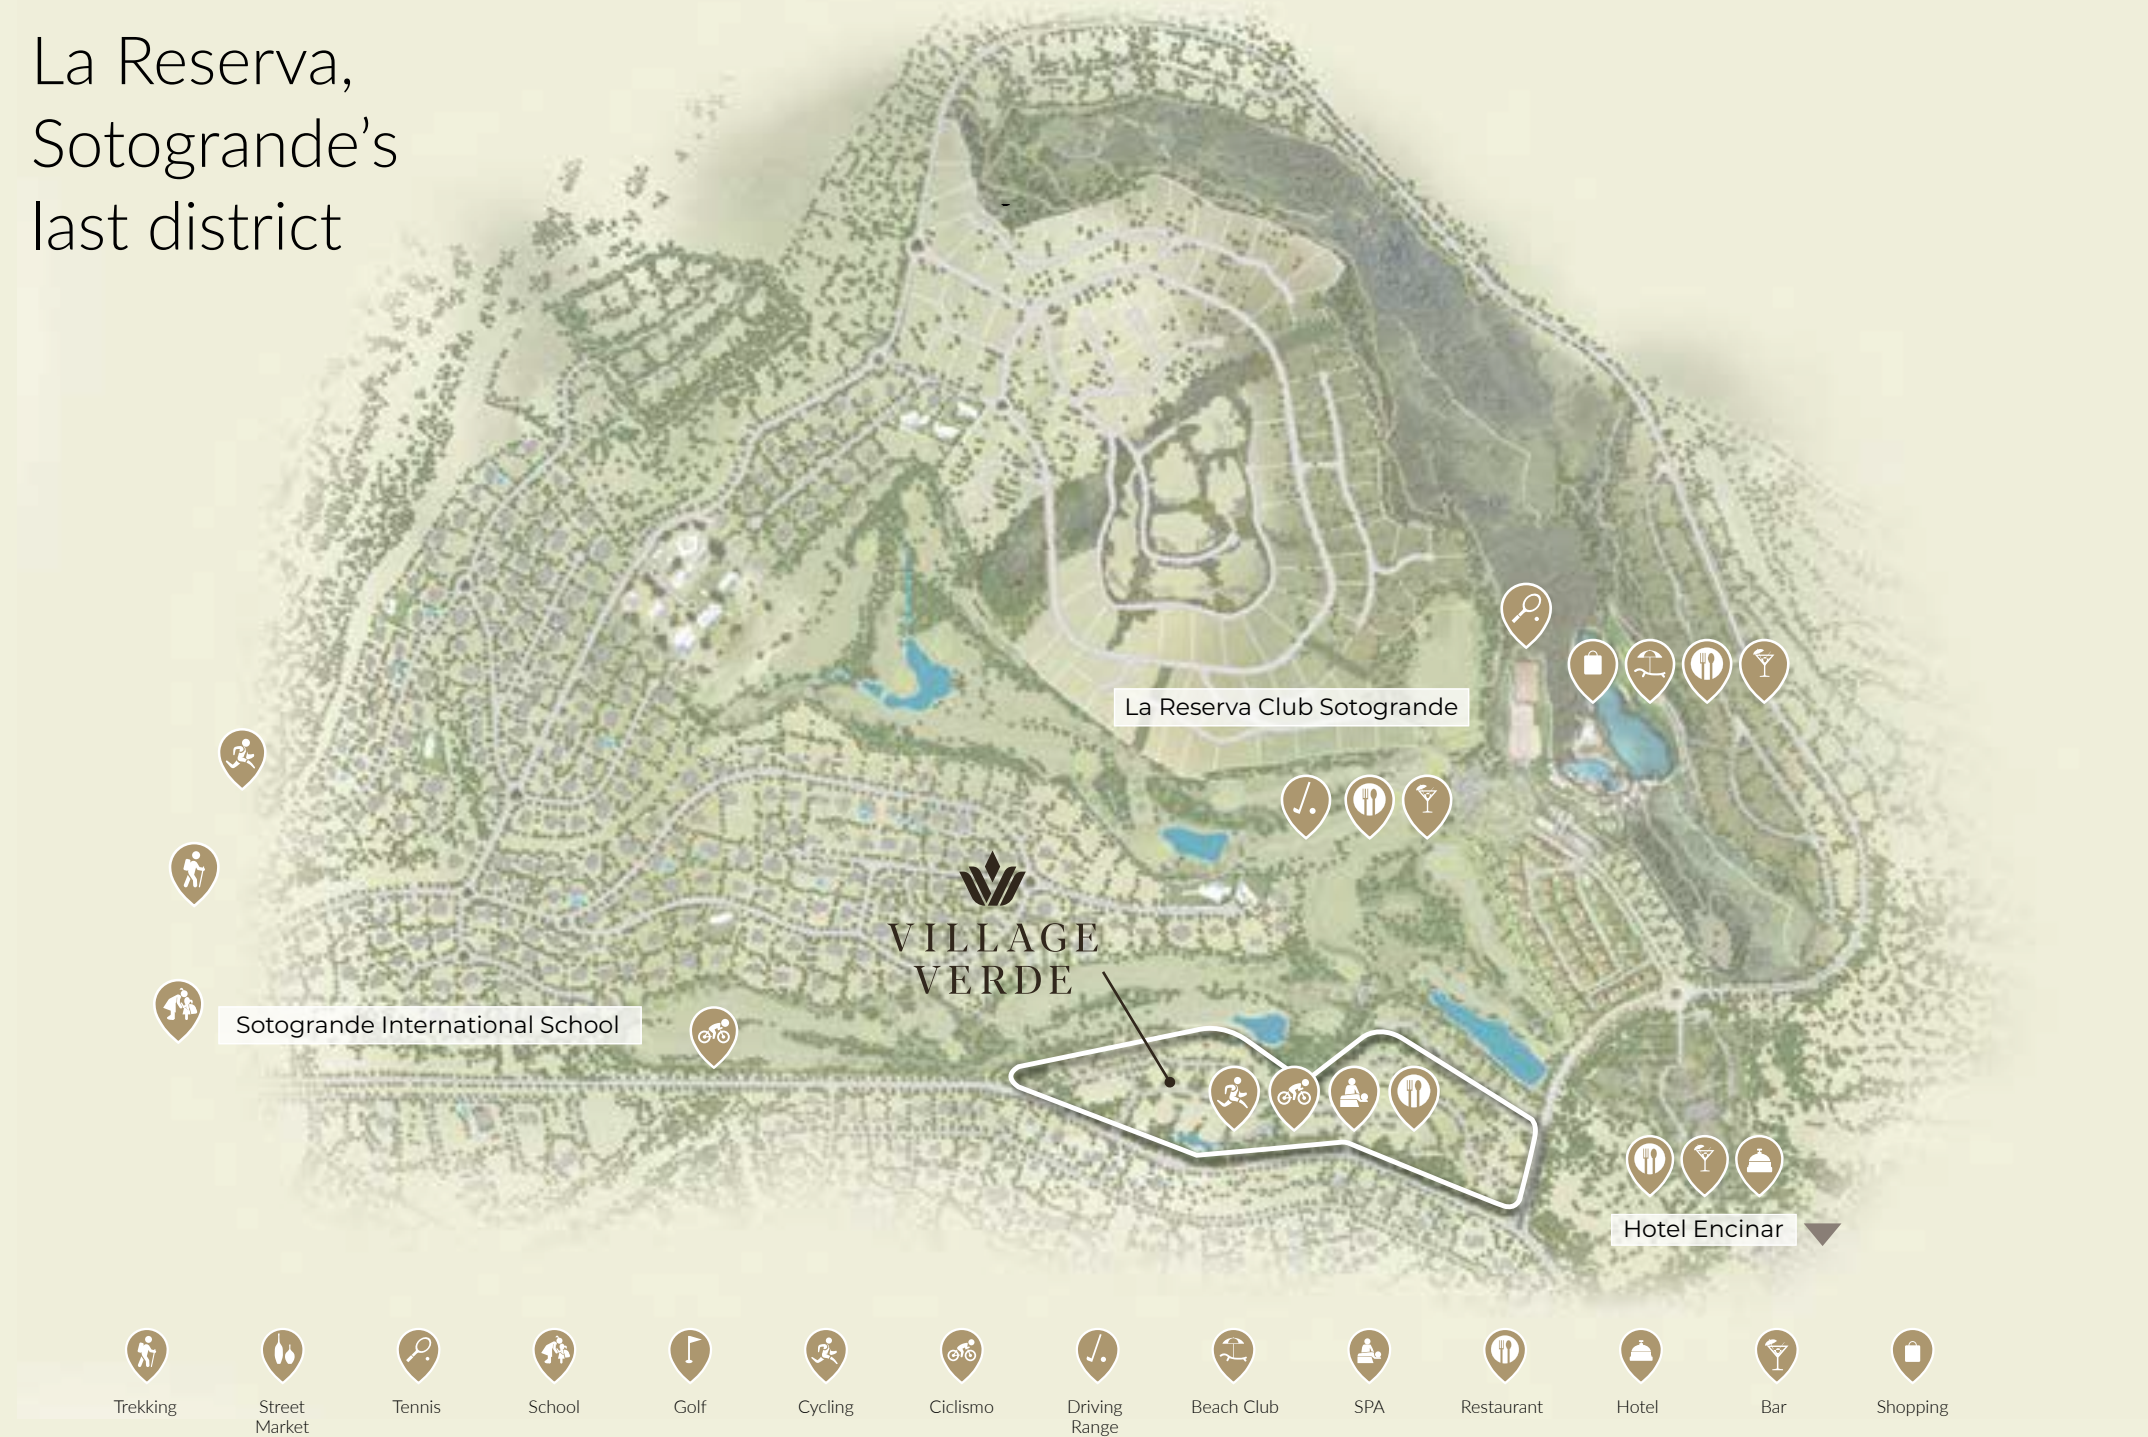 La Reserva,
Sotogrande’s
last district
La Reserva Club Sotogrande
VILLAGE
VERDE
Sotogrande International School
Hotel Encinar
Trekking
Street
Market
Tennis
School
Golf
Cycling
Ciclismo
Driving
Range
Beach Club
SPA
Restaurant
Hotel
Bar
Shopping